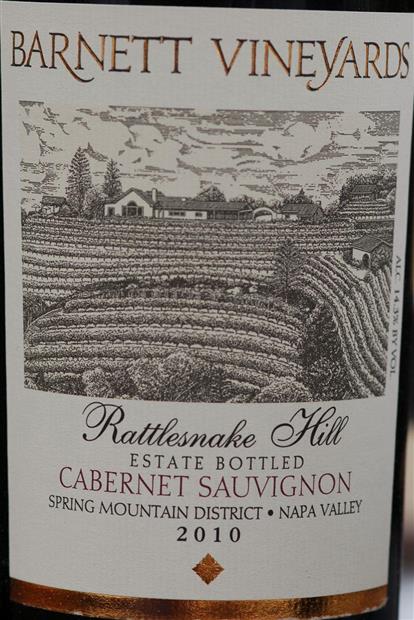 BARNETT VINEYARDS
ALC. 14.3% BY VOL
Rattlesnake Hill
ESTATE BOTTLED
CABERNET SAUVIGNON
SPRING MOUNTAIN DISTRICT • NAPA VALLEY
2010